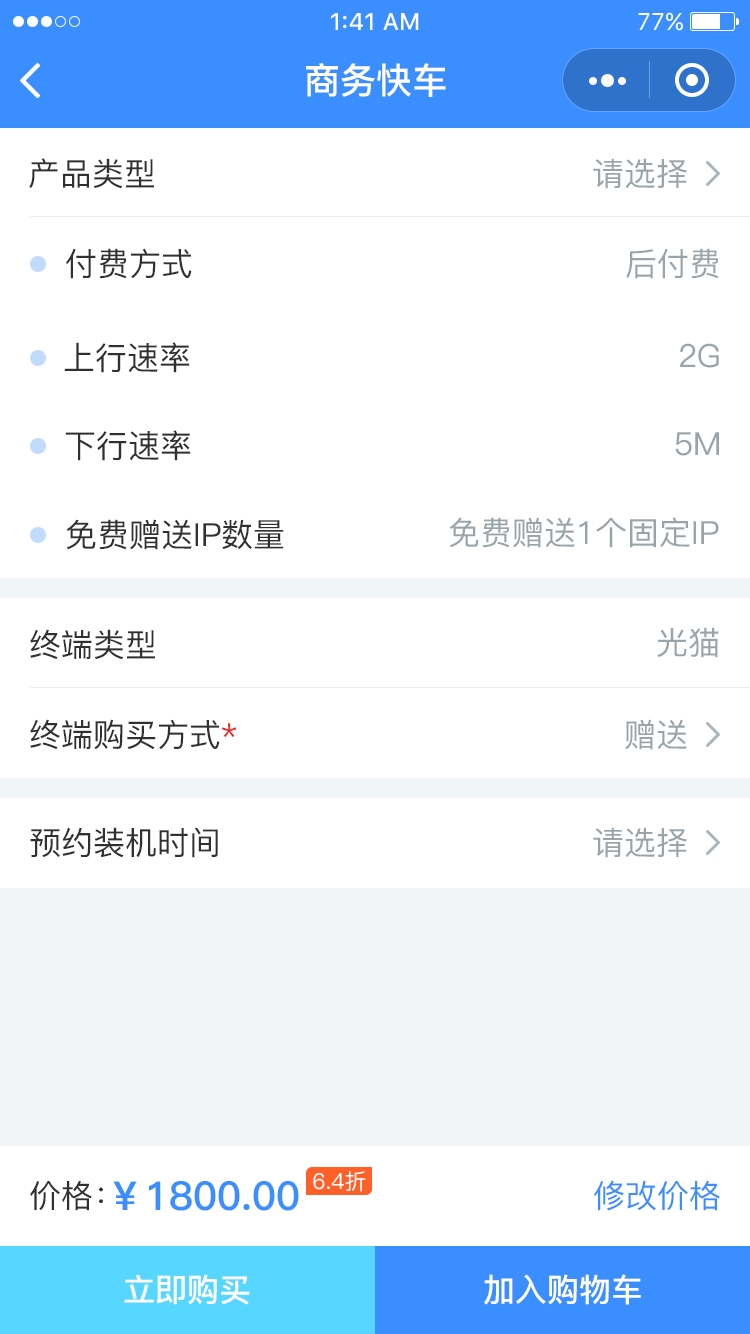 1:41 AM 77%
商务快车
产品类型 请选择
付费方式 后付费
上行速率 2G
下行速率 5M
免费赠送IP数量 免费赠送1个固定IP
终端类型 光猫
终端购买方式* 赠送
预约装机时间 请选择
价格: ¥ 1800.00 6.4折 修改价格
立即购买 加入购物车